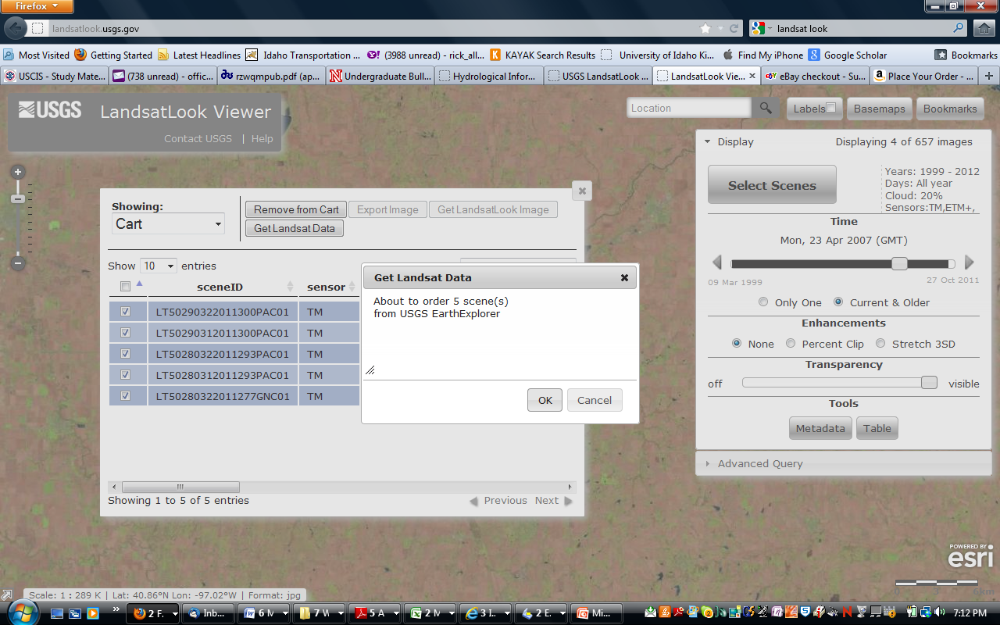 Firefox
landsatlook.usgs.gov
landsat look
Most Visited Getting Started Latest Headlines Idaho Transportation ... (3988 unread) - rick_all... KAYAK Search Results University of Idaho Ki... Find My iPhone Google Scholar Bookmarks
USCIS - Study Mate... (738 unread) - offic... rzwqmpub.pdf (ap... Undergraduate Bull... Hydrological Infor... USGS LandsatLook ... LandsatLook Vie... eBay checkout - Su... Place Your Order - ...
USGS LandsatLook Viewer
Contact USGS | Help
Location
Labels Basemaps Bookmarks
Display Displaying 4 of 657 images
Select Scenes
Years: 1999 - 2012
Days: All year
Cloud: 20%
Sensors:TM,ETM+,
Time
Mon, 23 Apr 2007 (GMT)
09 Mar 1999 27 Oct 2011
Only One Current & Older
Enhancements
None Percent Clip Stretch 3SD
Transparency
off visible
Tools
Metadata Table
Advanced Query
Showing:
Cart
Remove from Cart Export Image Get LandsatLook Image
Get Landsat Data
Show 10 entries
sceneID sensor
LT50290322011300PAC01 TM
LT50290312011300PAC01 TM
LT50280322011293PAC01 TM
LT50280312011293PAC01 TM
LT50280322011277GNC01 TM
Showing 1 to 5 of 5 entries Previous Next
Get Landsat Data
About to order 5 scene(s)
from USGS EarthExplorer
OK Cancel
POWERED BY
esri
0 3 6km
Scale: 1 : 289 K | Lat: 40.86°N Lon: -97.02°W | Format: jpg
2 F. Inb... 6 M 7 W 5 A 2 M 3 I 2 E. Mi... 7:12 PM